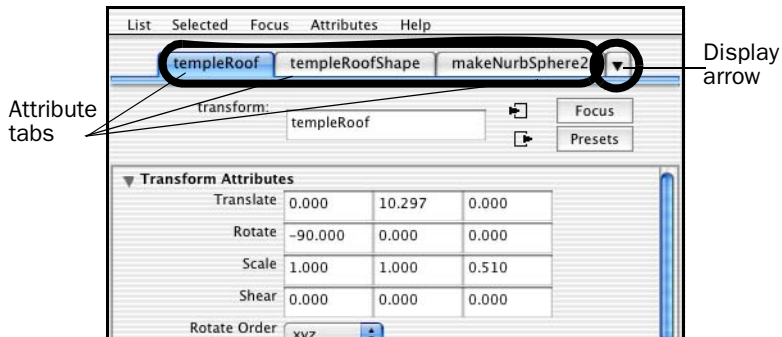 List Selected Focus Attributes Help
templeRoof templeRoofShape makeNurbSphere2
Display
arrow
Attribute
tabs
transform:
templeRoof
Focus
Presets
Transform Attributes
Translate 0.000 10.297 0.000
Rotate -90.000 0.000 0.000
Scale 1.000 1.000 0.510
Shear 0.000 0.000 0.000
Rotate Order xyz